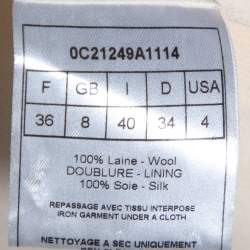 0C21249A1114
F GB I D USA
36 8 40 34 4
100% Laine - Wool
DOUBLURE - LINING
100% Soie - Silk
REPASSAGE AVEC TISSU INTERPOSE
IRON GARMENT UNDER A CLOTH
NETTOYAGE A SEC UNIQUEMENT